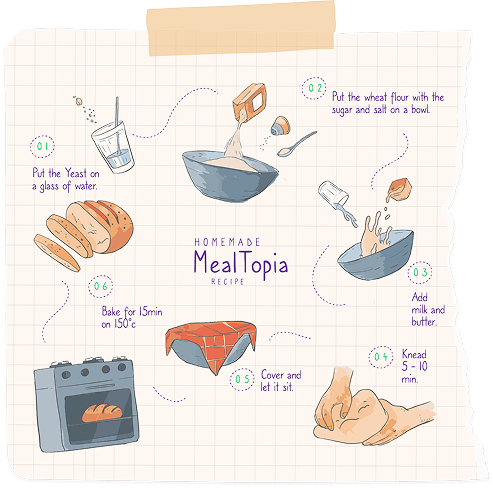 01
Put the Yeast on
a glass of water.
02
Put the wheat flour with the
sugar and salt on a bowl.
HOMEMADE
MealTopia
RECIPE
03
Add
milk and
butter.
04
Knead
5 - 10
min.
05
Cover and
let it sit.
06
Bake for 15min
on 150°c